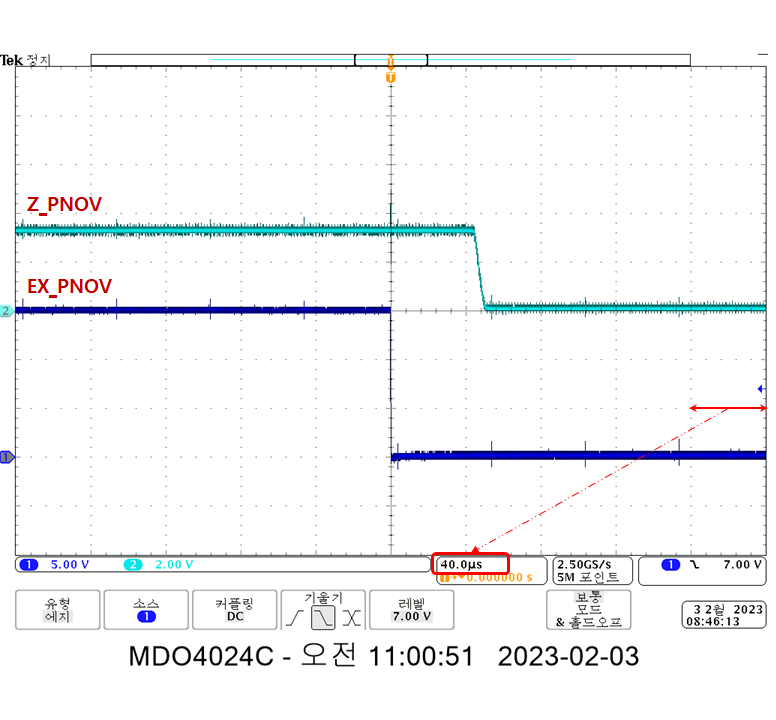 Tek 정지
T
Z_PNOV
EX_PNOV
2
1
1 5.00 V 2 2.00 V
40.0µs
0.000000 s
2.50GS/s
5M 포인트
1 7.00 V
유형
에지
소스
1
커플링
DC
기울기
레벨
7.00 V
보통
모드
& 홀드오프
3 2월 2023
08:46:13
MDO4024C - 오전 11:00:51 2023-02-03